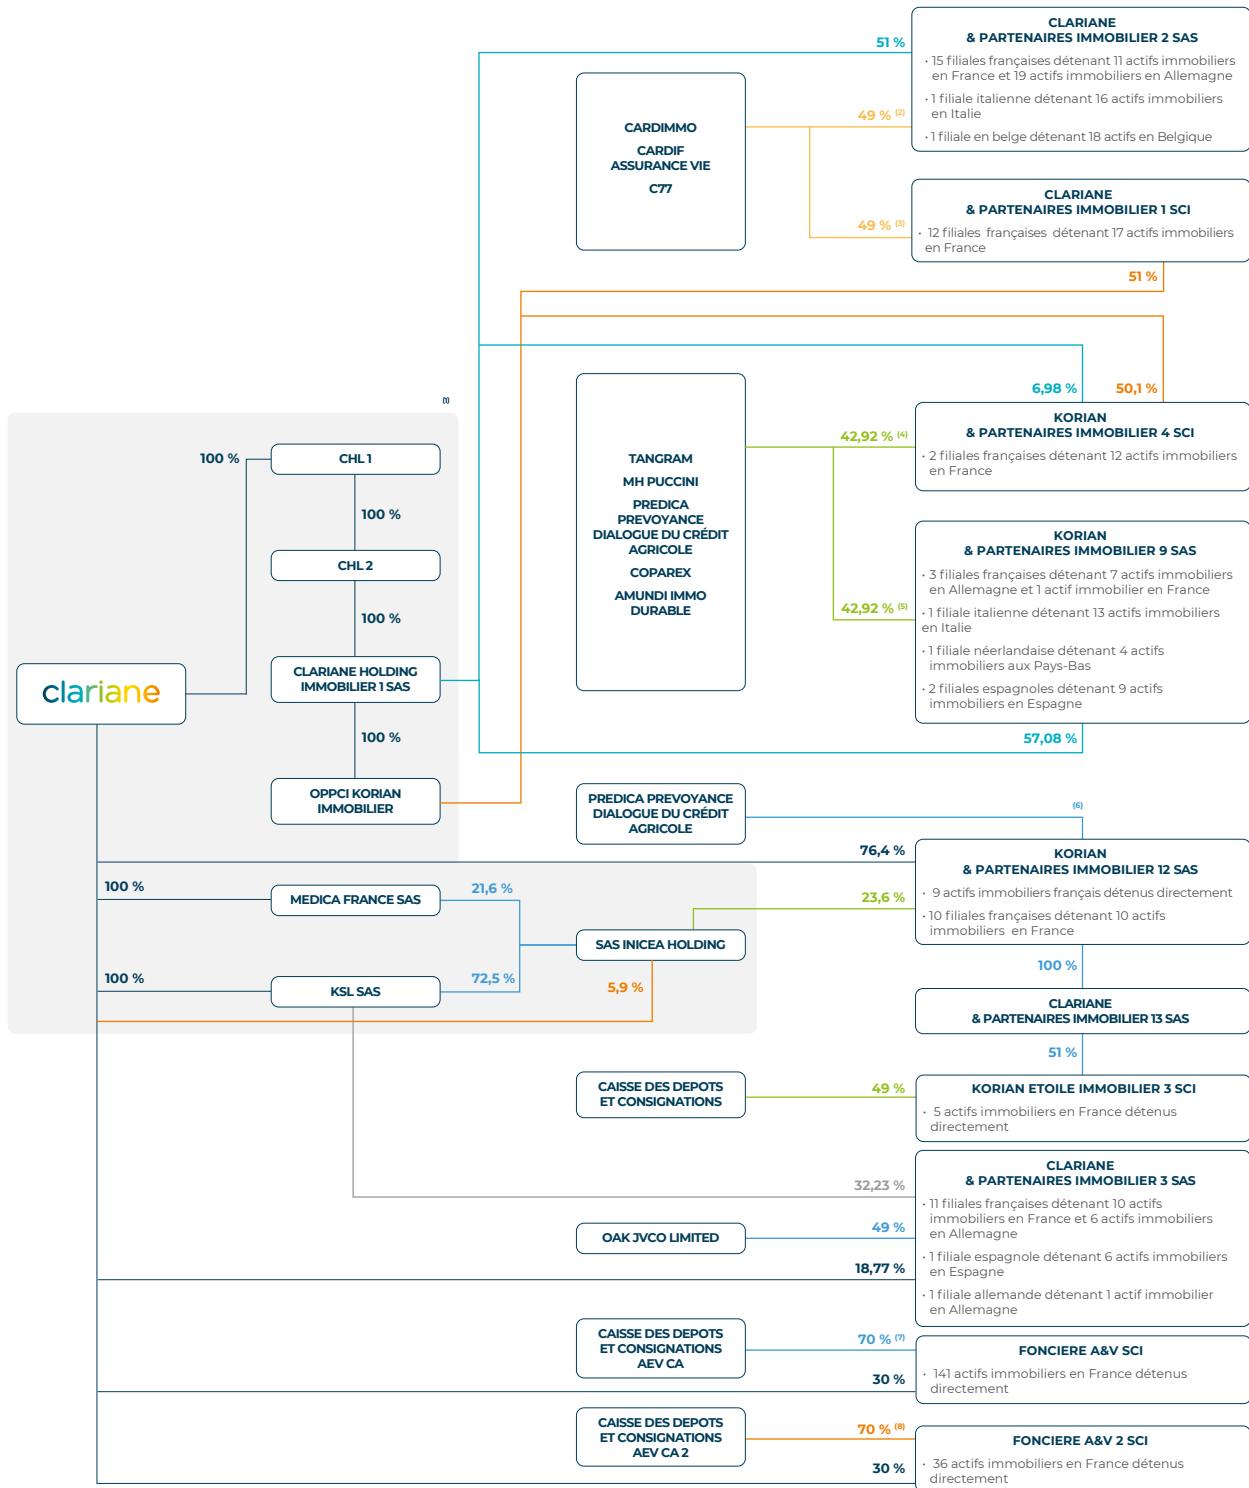 51 %
CLARIANE
& PARTENAIRES IMMOBILIER 2 SAS
• 15 filiales françaises détenant 11 actifs immobiliers
en France et 19 actifs immobiliers en Allemagne
• 1 filiale italienne détenant 16 actifs immobiliers
en Italie
• 1 filiale en belge détenant 18 actifs en Belgique
CARDIMMO
CARDIF
ASSURANCE VIE
C77
49 % (2)
49 % (3)
CLARIANE
& PARTENAIRES IMMOBILIER 1 SCI
• 12 filiales françaises détenant 17 actifs immobiliers
en France
51 %
6,98 %
50,1 %
(1)
TANGRAM
MH PUCCINI
PREDICA
PREVOYANCE
DIALOGUE DU CRÉDIT
AGRICOLE
COPAREX
AMUNDI IMMO
DURABLE
42,92 % (4)
42,92 % (5)
KORIAN
& PARTENAIRES IMMOBILIER 4 SCI
• 2 filiales françaises détenant 12 actifs immobiliers
en France
KORIAN
& PARTENAIRES IMMOBILIER 9 SAS
• 3 filiales françaises détenant 7 actifs immobiliers
en Allemagne et 1 actif immobilier en France
• 1 filiale italienne détenant 13 actifs immobiliers
en Italie
• 1 filiale néerlandaise détenant 4 actifs
immobiliers aux Pays-Bas
• 2 filiales espagnoles détenant 9 actifs
immobiliers en Espagne
57,08 %
100 %
CHL 1
100 %
CHL 2
100 %
clariane
CLARIANE HOLDING
IMMOBILIER 1 SAS
100 %
OPPCI KORIAN
IMMOBILIER
PREDICA PREVOYANCE
DIALOGUE DU CRÉDIT
AGRICOLE
(6)
76,4 %
KORIAN
& PARTENAIRES IMMOBILIER 12 SAS
• 9 actifs immobiliers français détenus directement
• 10 filiales françaises détenant 10 actifs
immobiliers en France
100 %
MEDICA FRANCE SAS
21,6 %
23,6 %
SAS INICEA HOLDING
100 %
KSL SAS
72,5 %
5,9 %
100 %
CLARIANE
& PARTENAIRES IMMOBILIER 13 SAS
51 %
CAISSE DES DEPOTS
ET CONSIGNATIONS
49 %
KORIAN ETOILE IMMOBILIER 3 SCI
• 5 actifs immobiliers en France détenus
directement
32,23 %
OAK JVCO LIMITED
49 %
18,77 %
CLARIANE
& PARTENAIRES IMMOBILIER 3 SAS
• 11 filiales françaises détenant 10 actifs
immobiliers en France et 6 actifs immobiliers
en Allemagne
• 1 filiale espagnole détenant 6 actifs immobiliers
en Espagne
• 1 filiale allemande détenant 1 actif immobilier
en Allemagne
CAISSE DES DEPOTS
ET CONSIGNATIONS
AEV CA
70 % (7)
30 %
FONCIERE A&V SCI
• 141 actifs immobiliers en France détenus
directement
CAISSE DES DEPOTS
ET CONSIGNATIONS
AEV CA 2
70 % (8)
30 %
FONCIERE A&V 2 SCI
• 36 actifs immobiliers en France détenus
directement